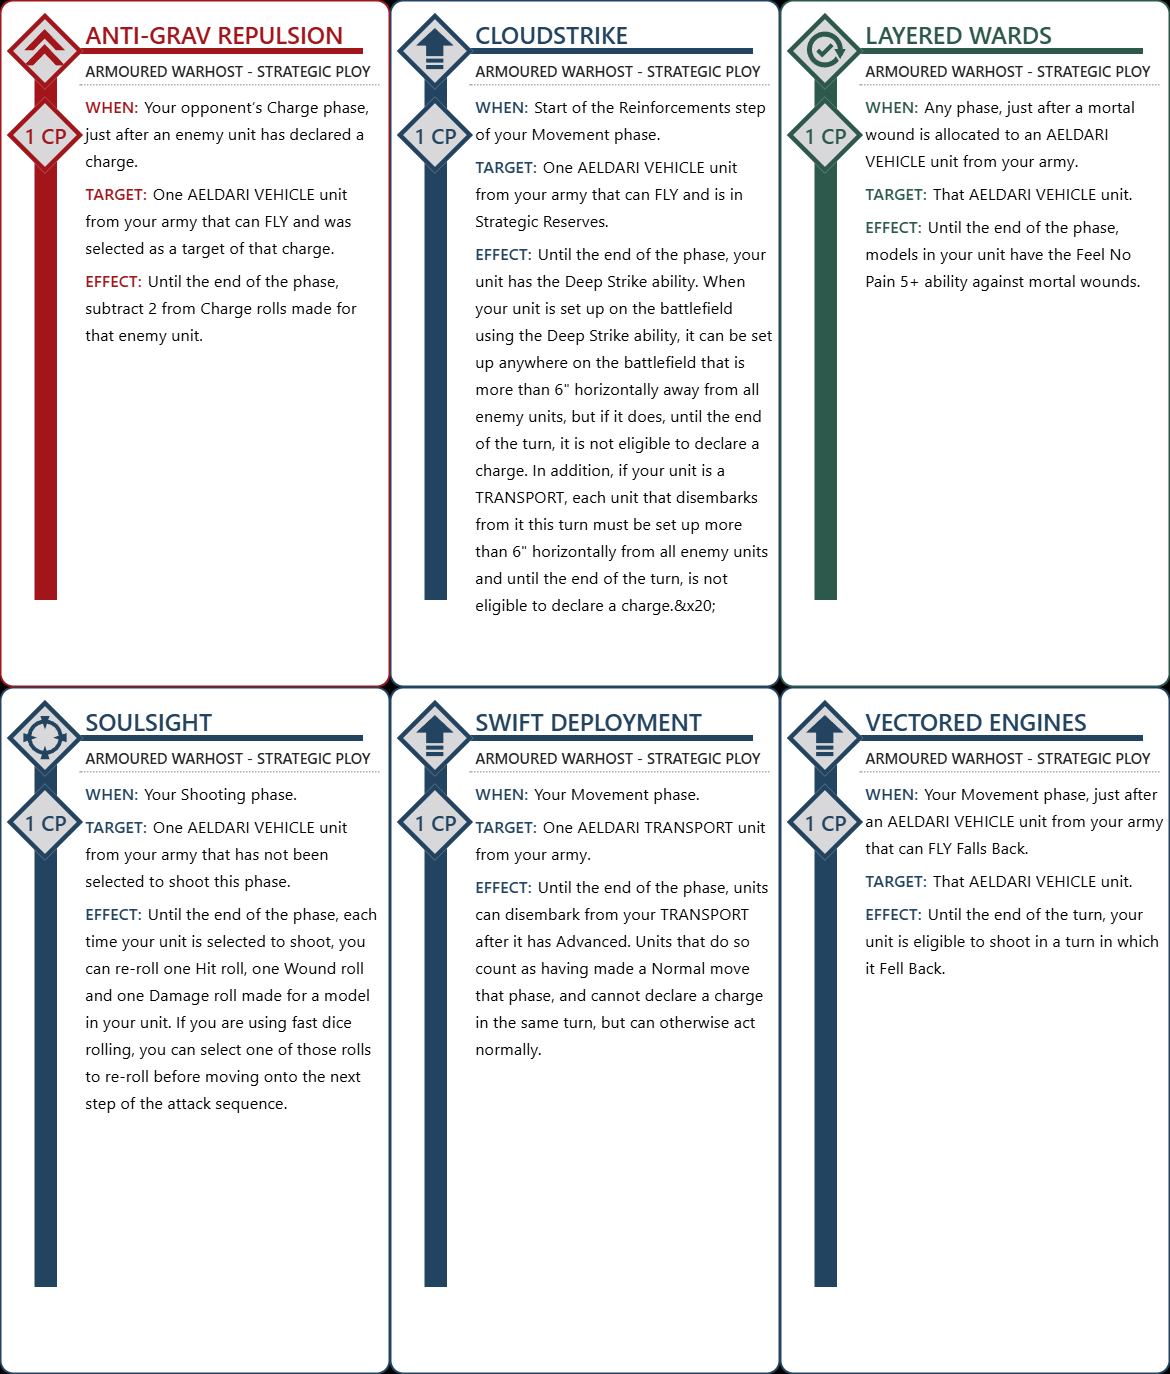 ANTI-GRAV REPULSION
ARMOURED WARHOST - STRATEGIC PLOY
1 CP
WHEN: Your opponent's Charge phase,
just after an enemy unit has declared a
charge.
TARGET: One AELDARI VEHICLE unit
from your army that can FLY and was
selected as a target of that charge.
EFFECT: Until the end of the phase,
subtract 2 from Charge rolls made for
that enemy unit.
CLOUDSTRIKE
ARMOURED WARHOST - STRATEGIC PLOY
1 CP
WHEN: Start of the Reinforcements step
of your Movement phase.
TARGET: One AELDARI VEHICLE unit
from your army that can FLY and is in
Strategic Reserves.
EFFECT: Until the end of the phase, your
unit has the Deep Strike ability. When
your unit is set up on the battlefield
using the Deep Strike ability, it can be set
up anywhere on the battlefield that is
more than 6" horizontally away from all
enemy units, but if it does, until the end
of the turn, it is not eligible to declare a
charge. In addition, if your unit is a
TRANSPORT, each unit that disembarks
from it this turn must be set up more
than 6" horizontally from all enemy units
and until the end of the turn, is not
eligible to declare a charge.&x20;
LAYERED WARDS
ARMOURED WARHOST - STRATEGIC PLOY
1 CP
WHEN: Any phase, just after a mortal
wound is allocated to an AELDARI
VEHICLE unit from your army.
TARGET: That AELDARI VEHICLE unit.
EFFECT: Until the end of the phase,
models in your unit have the Feel No
Pain 5+ ability against mortal wounds.
SOULSIGHT
ARMOURED WARHOST - STRATEGIC PLOY
1 CP
WHEN: Your Shooting phase.
TARGET: One AELDARI VEHICLE unit
from your army that has not been
selected to shoot this phase.
EFFECT: Until the end of the phase, each
time your unit is selected to shoot, you
can re-roll one Hit roll, one Wound roll
and one Damage roll made for a model
in your unit. If you are using fast dice
rolling, you can select one of those rolls
to re-roll before moving onto the next
step of the attack sequence.
SWIFT DEPLOYMENT
ARMOURED WARHOST - STRATEGIC PLOY
1 CP
WHEN: Your Movement phase.
TARGET: One AELDARI TRANSPORT unit
from your army.
EFFECT: Until the end of the phase, units
can disembark from your TRANSPORT
after it has Advanced. Units that do so
count as having made a Normal move
that phase, and cannot declare a charge
in the same turn, but can otherwise act
normally.
VECTORED ENGINES
ARMOURED WARHOST - STRATEGIC PLOY
1 CP
WHEN: Your Movement phase, just after
an AELDARI VEHICLE unit from your army
that can FLY Falls Back.
TARGET: That AELDARI VEHICLE unit.
EFFECT: Until the end of the turn, your
unit is eligible to shoot in a turn in which
it Fell Back.